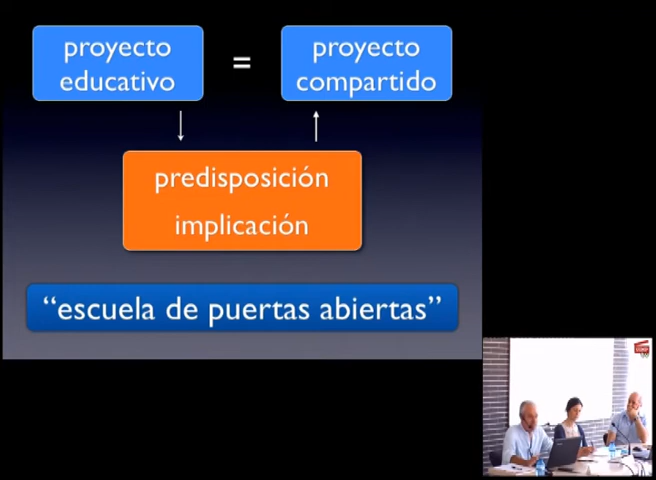 proyecto
educativo
=
proyecto
compartido
predisposición
implicación
“escuela de puertas abiertas”